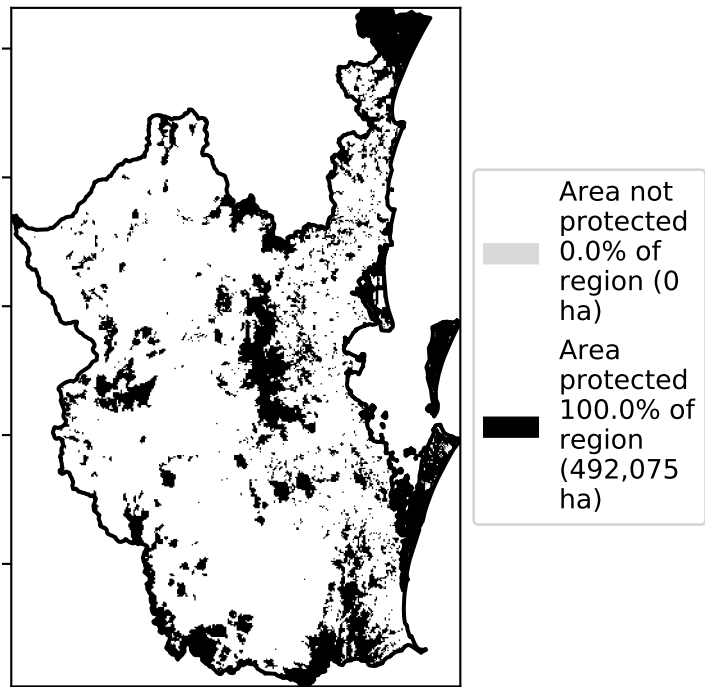 Area not
protected
0.0% of
region (0
ha)
Area
protected
100.0% of
region
(492,075
ha)